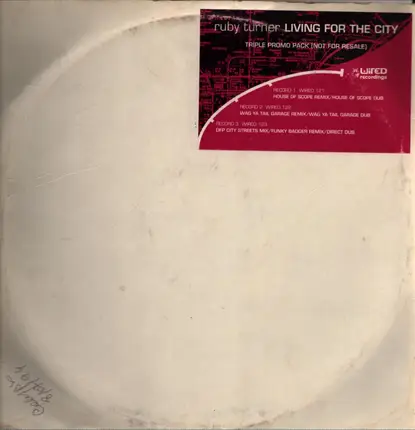 ruby turner LIVING FOR THE CITY
TRIPLE PROMO PACK [NOT FOR RESALE]
WIRED
recordings
RECORD 1 WIRED 121
HOUSE OF SCOPE REMIX/HOUSE OF SCOPE DUB
RECORD 2 WIRED 122
WAG YA TAIL GARAGE REMIX/WAG YA TAIL GARAGE DUB
RECORD 3 WIRED 123
DFP CITY STREETS MIX/FUNKY BADGER REMIX/DIRECT DUB